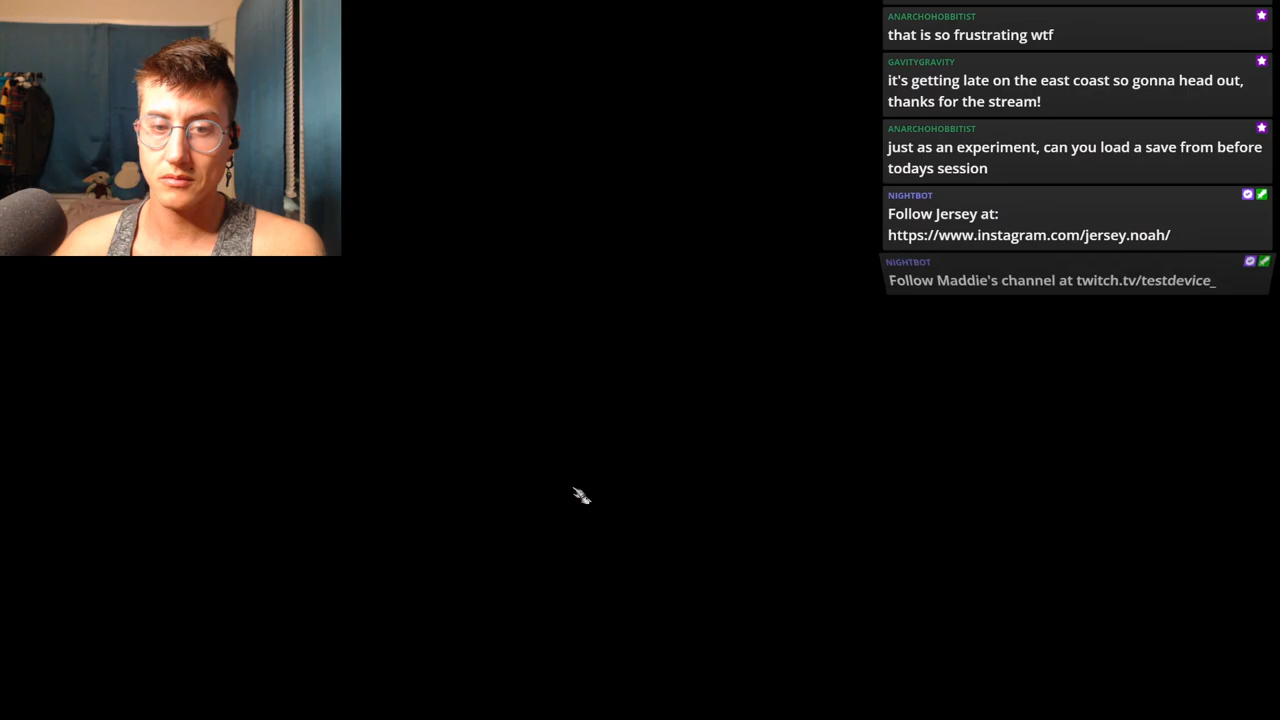 ANARCHOHOBBITIST
that is so frustrating wtf
GAVITYGRAVITY
it's getting late on the east coast so gonna head out,
thanks for the stream!
ANARCHOHOBBITIST
just as an experiment, can you load a save from before
todays session
NIGHTBOT
Follow Jersey at:
https://www.instagram.com/jersey.noah/
NIGHTBOT
Follow Maddie's channel at twitch.tv/testdevice_